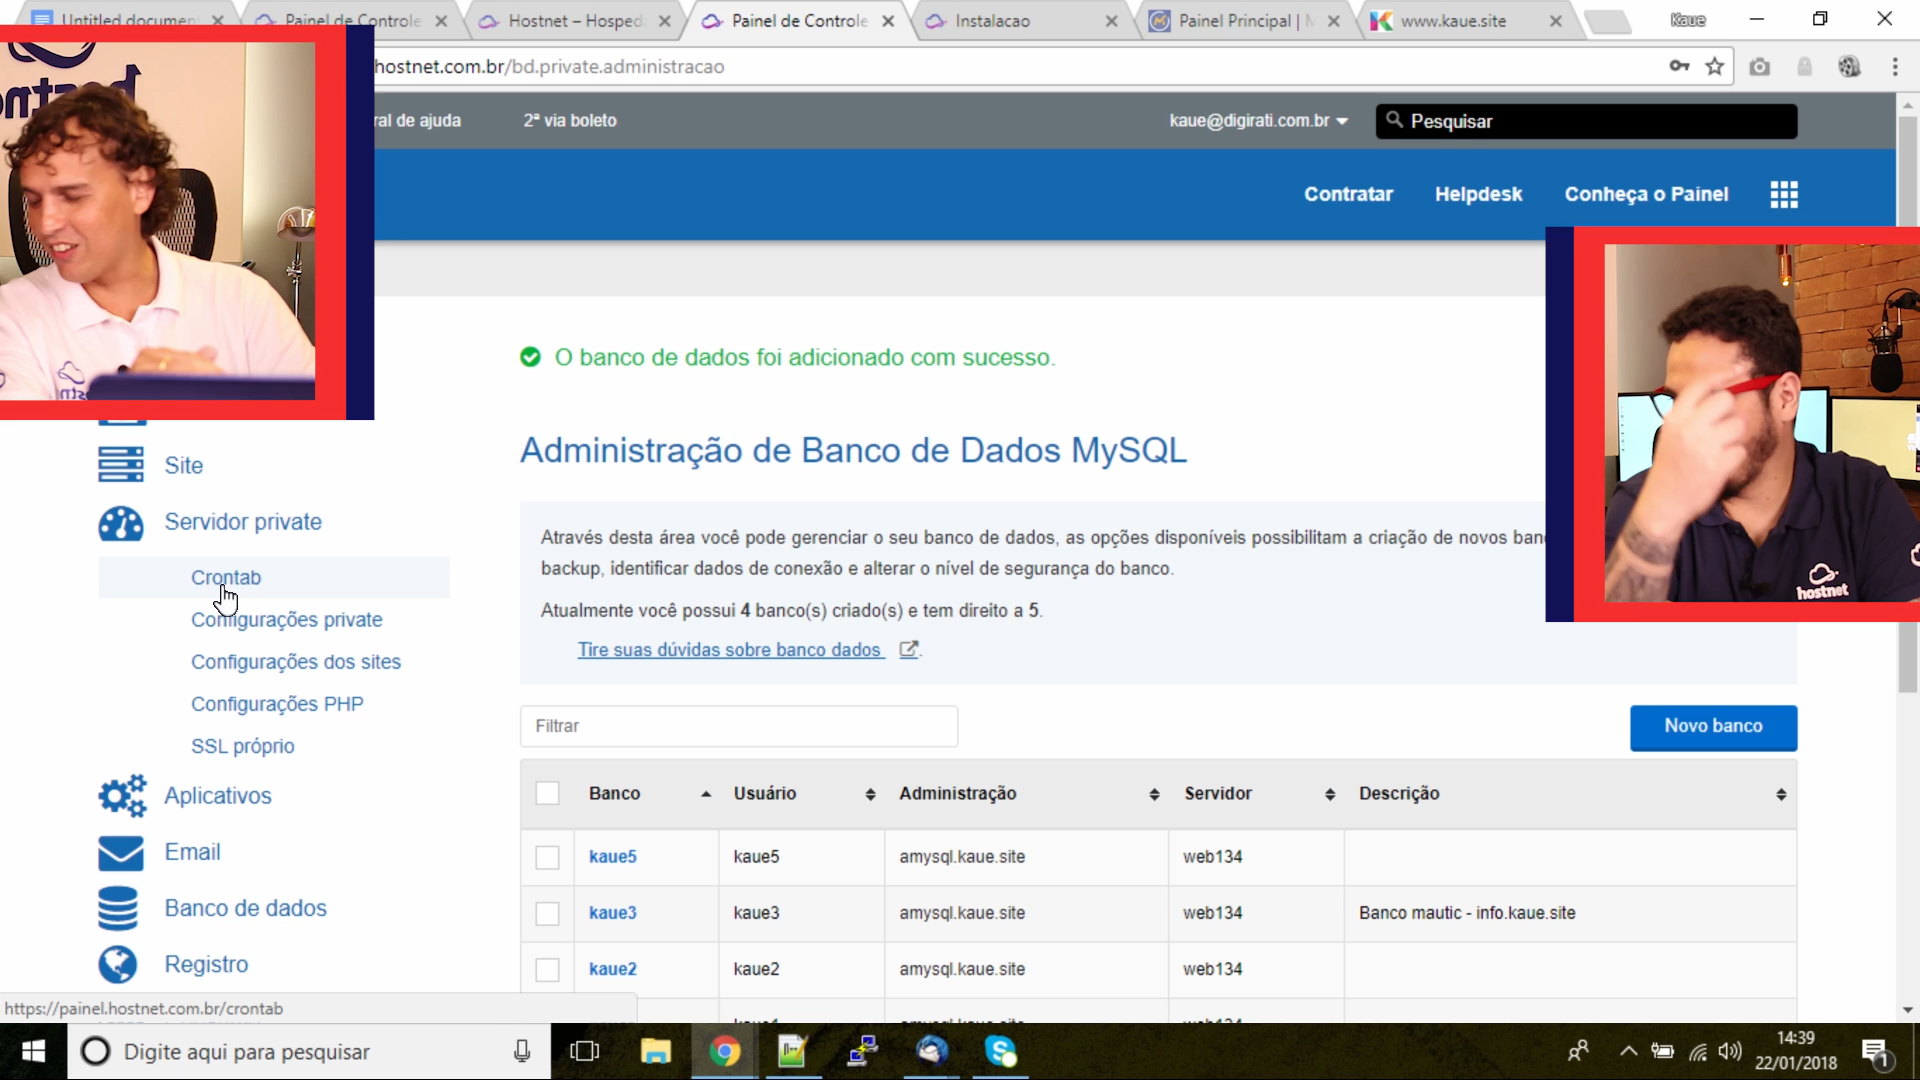 Untitled documen
Painel de Controle
Hostnet – Hosped
Painel de Controle
Instalacao
Painel Principal |
www.kaue.site
Kaue
hostnet.com.br/bd.private.administracao
ral de ajuda
2ª via boleto
kaue@digirati.com.br
Pesquisar
Contratar
Helpdesk
Conheça o Painel
O banco de dados foi adicionado com sucesso.
Administração de Banco de Dados MySQL
Através desta área você pode gerenciar o seu banco de dados, as opções disponíveis possibilitam a criação de novos ban
backup, identificar dados de conexão e alterar o nível de segurança do banco.
Atualmente você possui 4 banco(s) criado(s) e tem direito a 5.
Tire suas dúvidas sobre banco dados .
hostnet
Site
Servidor private
Crontab
Configurações private
Configurações dos sites
Configurações PHP
SSL próprio
Aplicativos
Email
Banco de dados
Registro
Filtrar
Novo banco
Banco Usuário Administração Servidor Descrição
kaue5 kaue5 amysql.kaue.site web134
kaue3 kaue3 amysql.kaue.site web134 Banco mautic - info.kaue.site
kaue2 kaue2 amysql.kaue.site web134
https://painel.hostnet.com.br/crontab
Digite aqui para pesquisar
14:39
22/01/2018
1